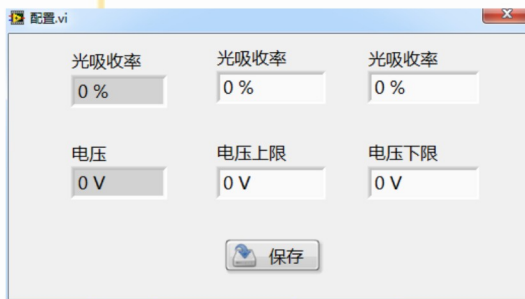 配置.vi
光吸收率 光吸收率 光吸收率
0 % 0 % 0 %
电压 电压上限 电压下限
0 V 0 V 0 V
保存